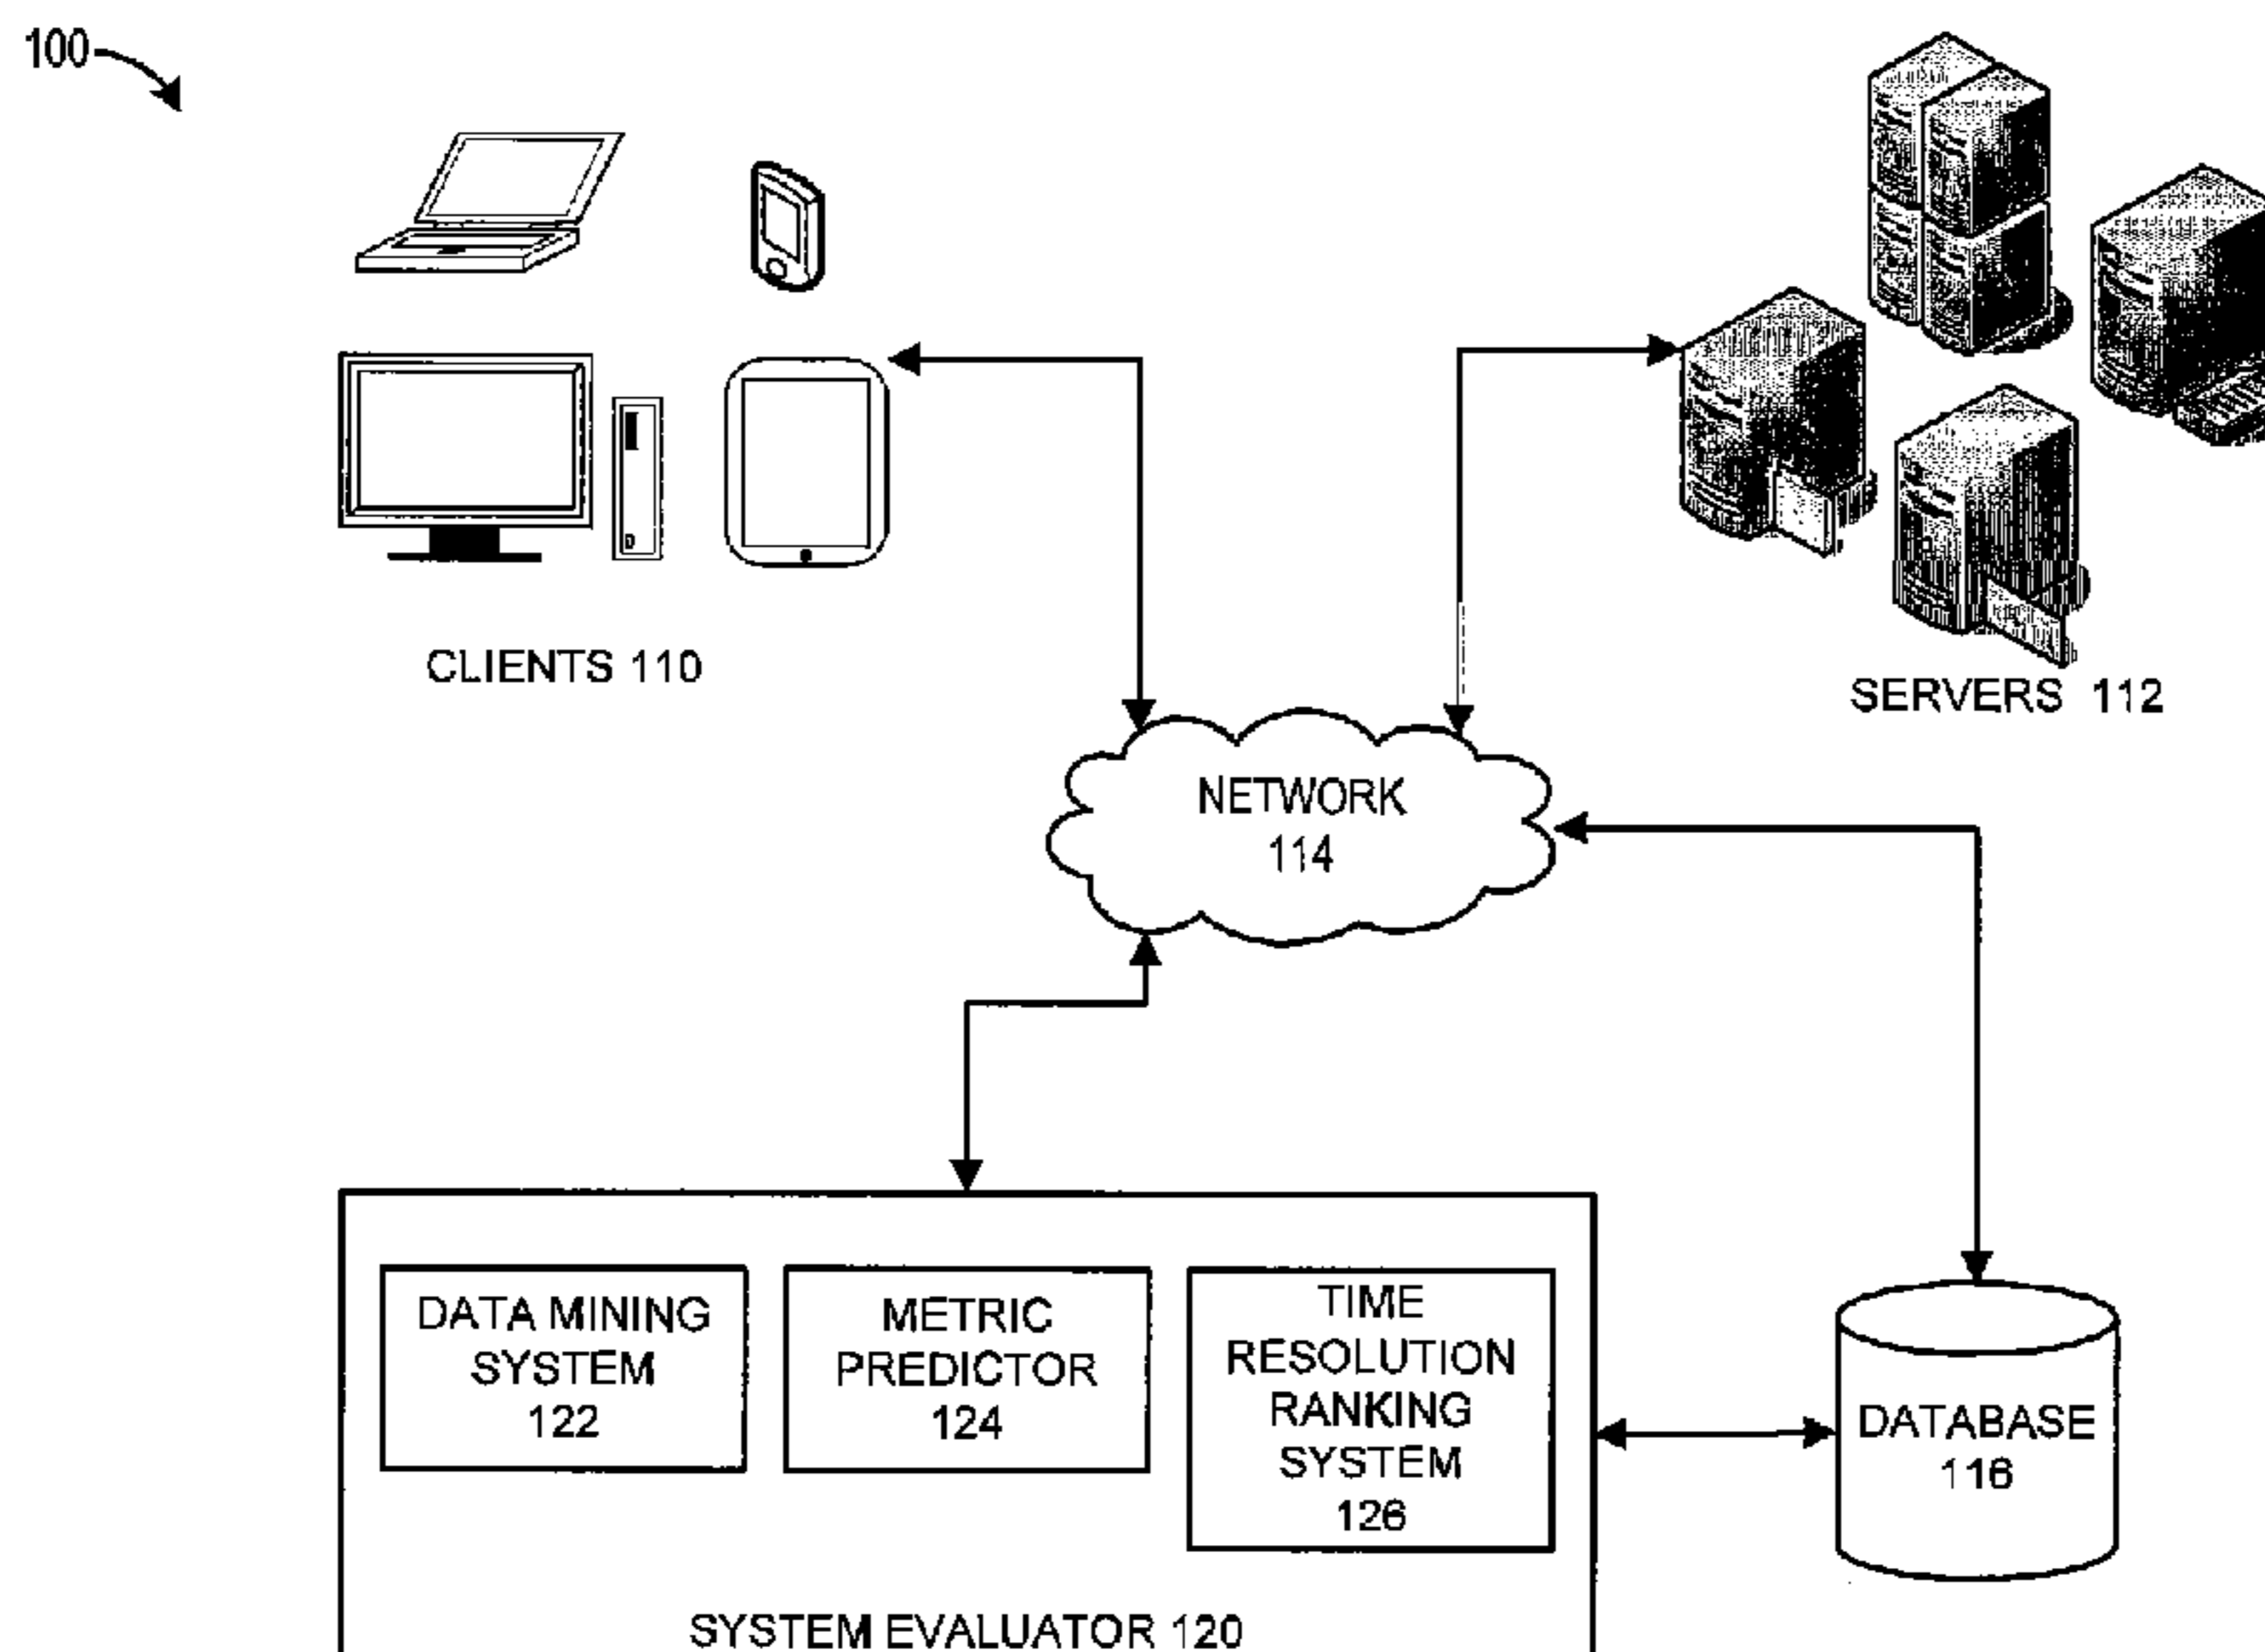 100
CLIENTS 110
SERVERS 112
NETWORK
114
DATA MINING
SYSTEM
122
METRIC
PREDICTOR
124
TIME
RESOLUTION
RANKING
SYSTEM
126
DATABASE
116
SYSTEM EVALUATOR 120